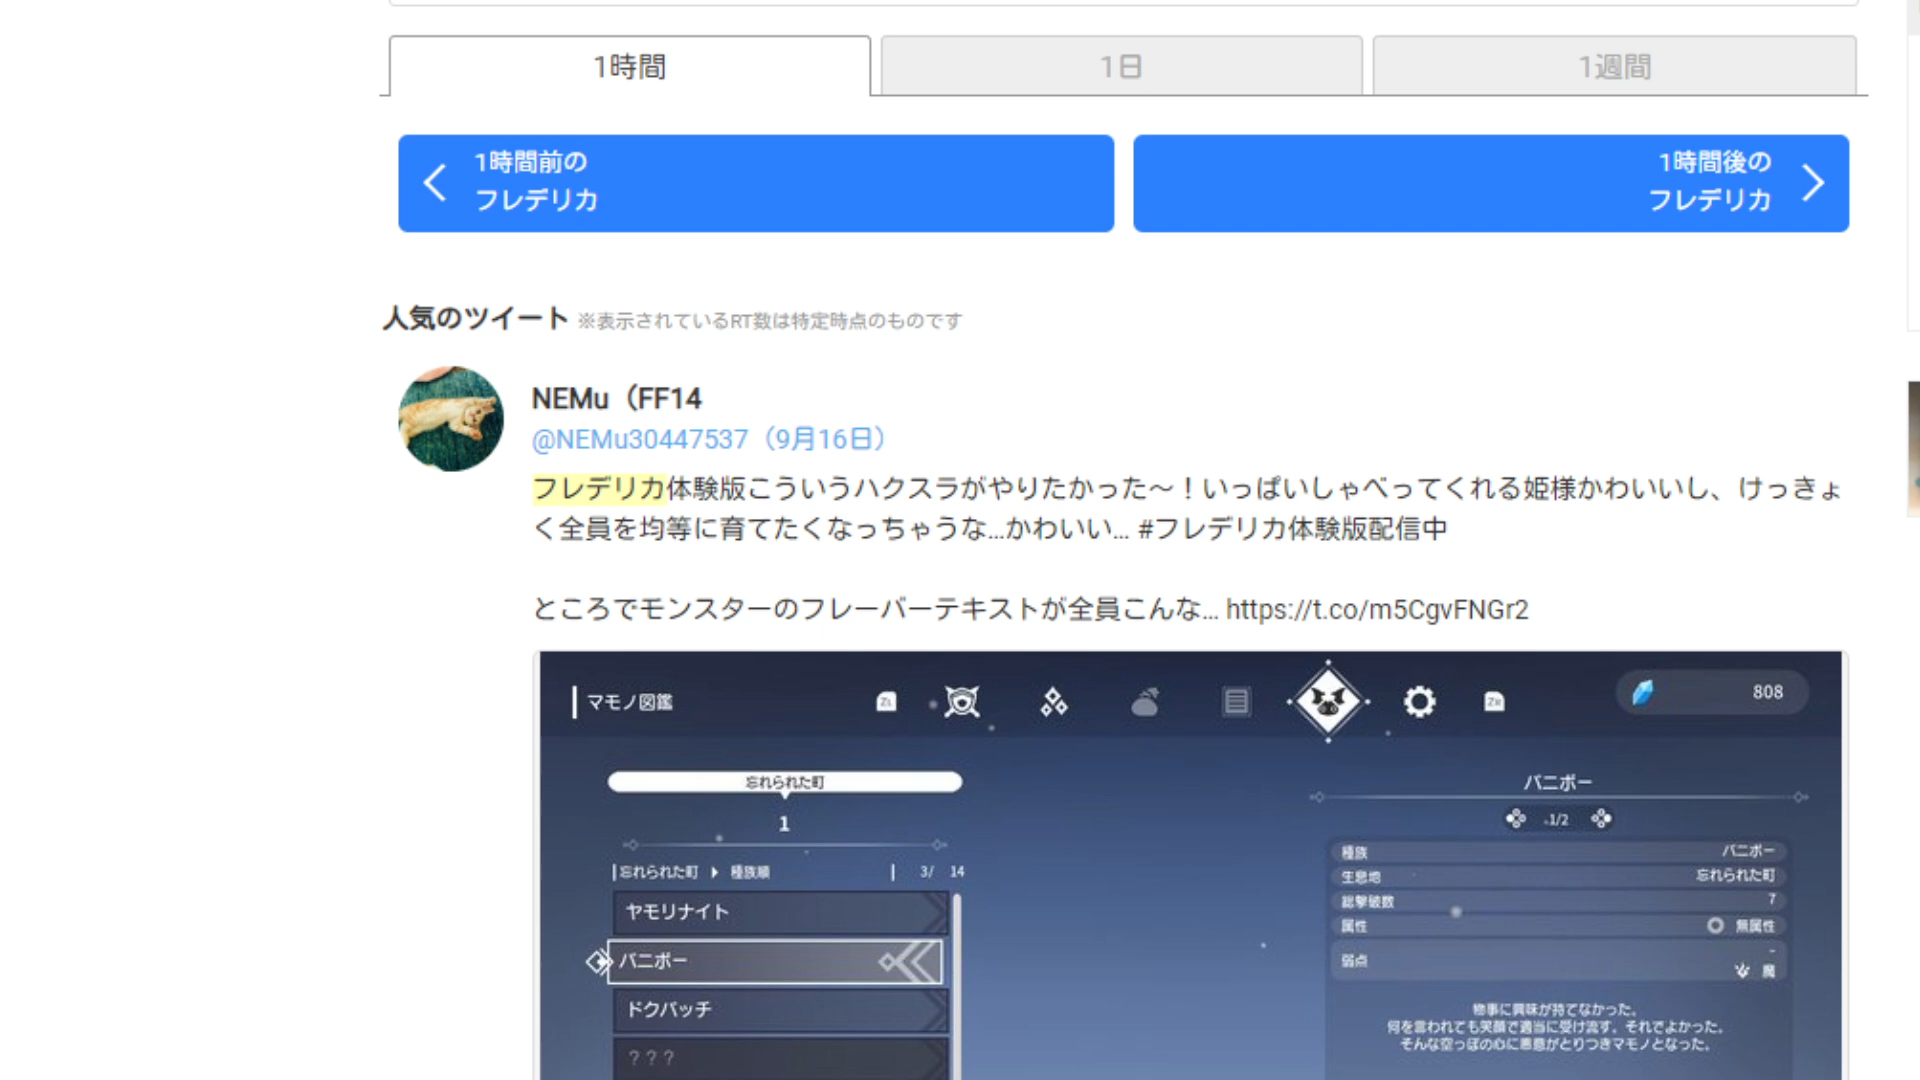 1時間
1日
1週間
1時間前の
フレデリカ
1時間後の
フレデリカ
人気のツイート ※表示されているRT数は特定時点のものです
NEMu（FF14
@NEMu30447537（9月16日）
フレデリカ体験版こういうハクスラがやりたかった〜！いっぱいしゃべってくれる姫様かわいいし、けっきょ
く全員を均等に育てたくなっちゃうな…かわいい… #フレデリカ体験版配信中
ところでモンスターのフレーバーテキストが全員こんな… https://t.co/m5CgvFNGr2
マモノ図鑑
ZL
ZR
808
忘れられた町
1
忘れられた町 ▶ 種族順
3/ 14
ヤモリナイト
バニボー
ドクバッチ
？？？
バニボー
1/2
種族 バニボー
生息地 忘れられた町
総撃破数 7
属性 無属性
弱点 -
魔
物事に興味が持てなかった。
何を言われても笑顔で適当に受け流す。それでよかった。
そんな空っぽの心に悪意がとりつきマモノとなった。